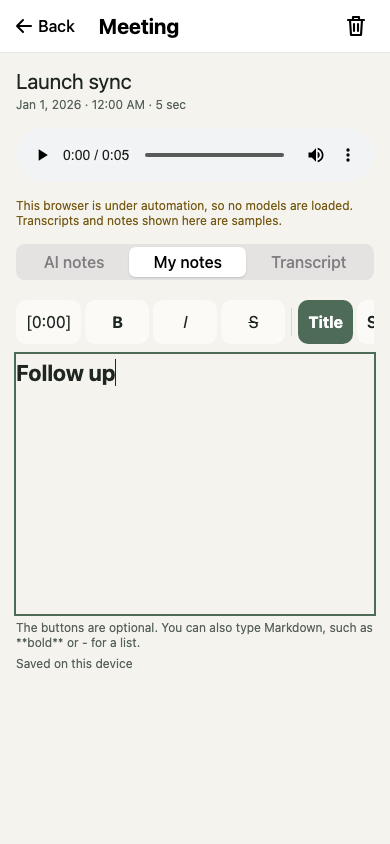 Back Meeting
Launch sync
Jan 1, 2026 · 12:00 AM · 5 sec
0:00 / 0:05
This browser is under automation, so no models are loaded.
Transcripts and notes shown here are samples.
AI notes My notes Transcript
[0:00] B I S Title S
Follow up
The buttons are optional. You can also type Markdown, such as
**bold** or - for a list.
Saved on this device